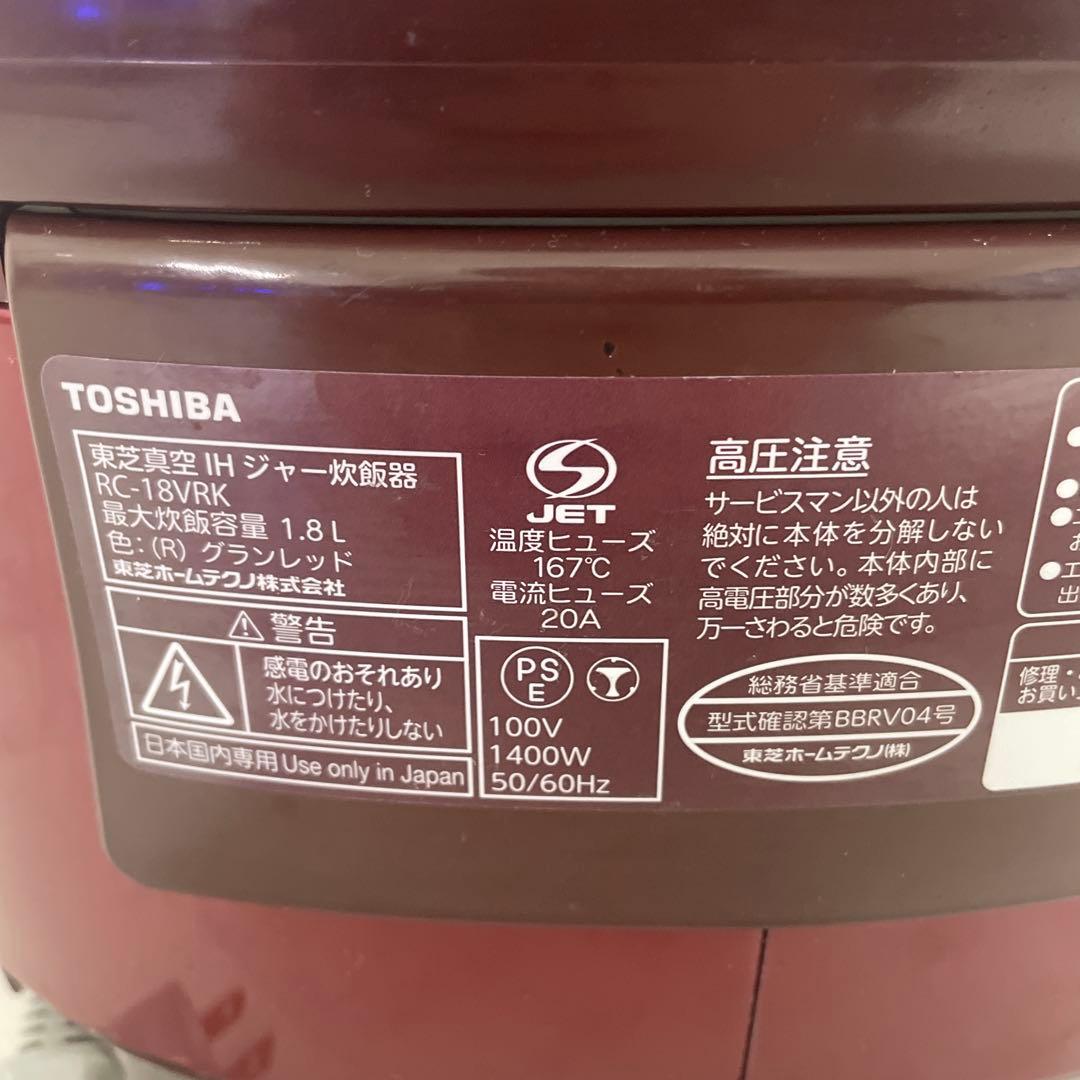 TOSHIBA
東芝真空 IH ジャー炊飯器
RC-18VRK
最大炊飯容量 1.8 L
色:(R) グランレッド
東芝ホームテクノ株式会社
警告
感電のおそれあり
水につけたり、
水をかけたりしない
日本国内専用 Use only in Japan
JET
温度ヒューズ
167℃
電流ヒューズ
20A
PS
E
100V
1400W
50/60Hz
高圧注意
サービスマン以外の人は
絶対に本体を分解しない
でください。本体内部に
高電圧部分が数多くあり、
万一さわると危険です。
総務省基準適合
型式確認第BBRV04号
東芝ホームテクノ(株)
修理・
お買い